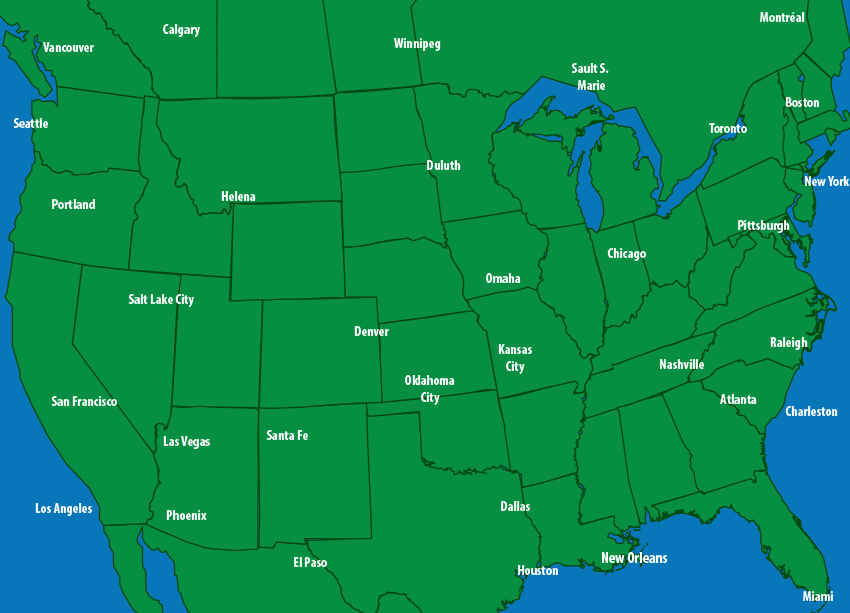 Montréal
Calgary
Vancouver
Winnipeg
Sault S.
Marie
Boston
Seattle
Toronto
Duluth
New York
Helena
Portland
Pittsburgh
Chicago
Omaha
Salt Lake City
Denver
Raleigh
Kansas
City
Nashville
Oklahoma
City
San Francisco
Atlanta
Charleston
Las Vegas
Santa Fe
Los Angeles
Phoenix
Dallas
El Paso
New Orleans
Houston
Miami